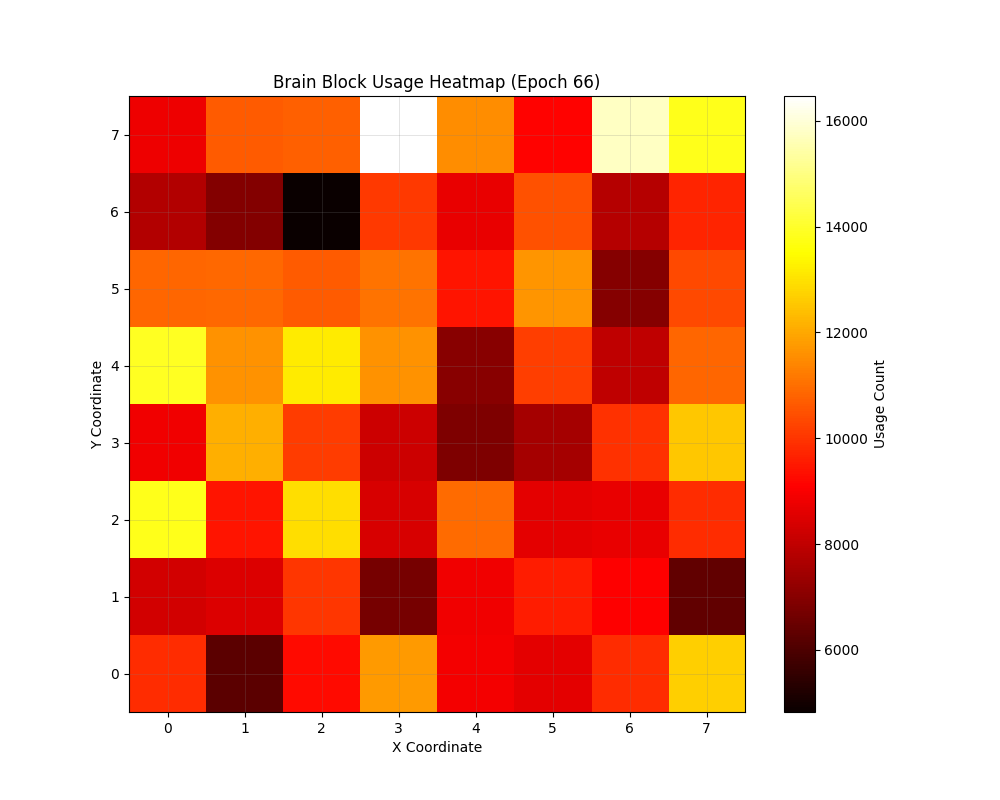 Brain Block Usage Heatmap (Epoch 66)
7
6
5
4
3
2
1
0
Y Coordinate
0 1 2 3 4 5 6 7
X Coordinate
16000
14000
12000
10000
8000
6000
Usage Count